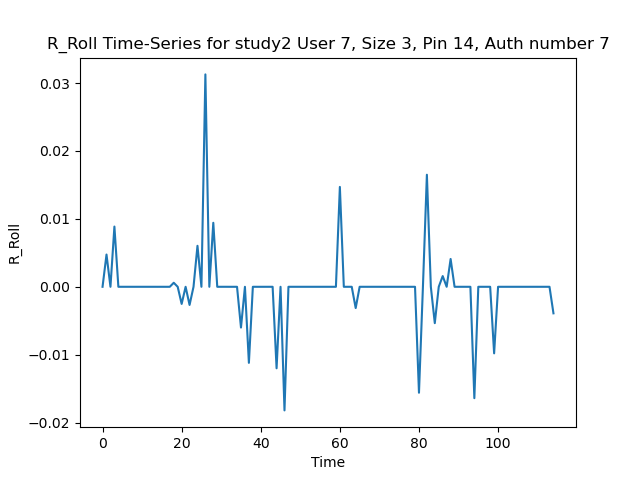 R_Roll Time-Series for study2 User 7, Size 3, Pin 14, Auth number 7
0.03
0.02
0.01
0.00
−0.01
−0.02
R_Roll
0 20 40 60 80 100
Time